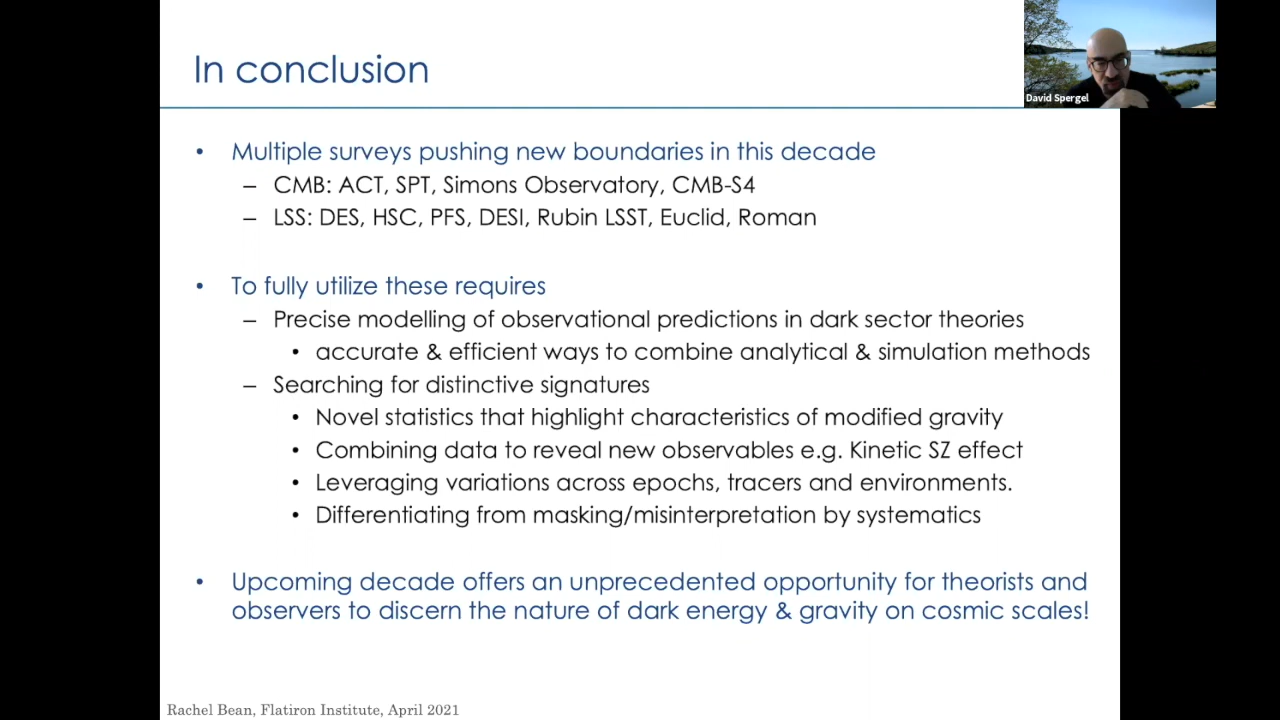 In conclusion
David Spergel
• Multiple surveys pushing new boundaries in this decade
– CMB: ACT, SPT, Simons Observatory, CMB-S4
– LSS: DES, HSC, PFS, DESI, Rubin LSST, Euclid, Roman
• To fully utilize these requires
– Precise modelling of observational predictions in dark sector theories
• accurate & efficient ways to combine analytical & simulation methods
– Searching for distinctive signatures
• Novel statistics that highlight characteristics of modified gravity
• Combining data to reveal new observables e.g. Kinetic SZ effect
• Leveraging variations across epochs, tracers and environments.
• Differentiating from masking/misinterpretation by systematics
• Upcoming decade offers an unprecedented opportunity for theorists and
observers to discern the nature of dark energy & gravity on cosmic scales!
Rachel Bean, Flatiron Institute, April 2021